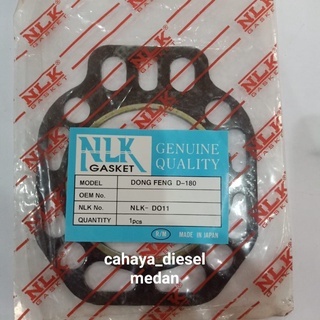 NLK
GASKET
GENUINE
QUALITY
MODEL DONG FENG D-180
OEM No.
NLK No. NLK- DO11
QUANTITY 1pcs
R/M MADE IN JAPAN
cahaya_diesel
medan